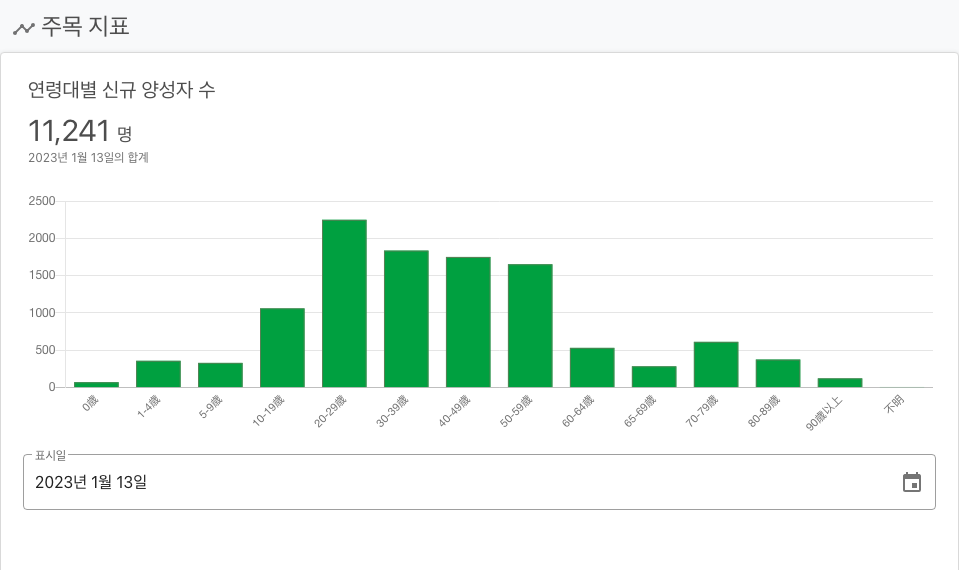 주목 지표
연령대별 신규 양성자 수
11,241 명
2023년 1월 13일의 합계
2500
2000
1500
1000
500
0
0歳
1-4歳
5-9歳
10-19歳
20-29歳
30-39歳
40-49歳
50-59歳
60-64歳
65-69歳
70-79歳
80-89歳
90歳以上
不明
표시일
2023년 1월 13일